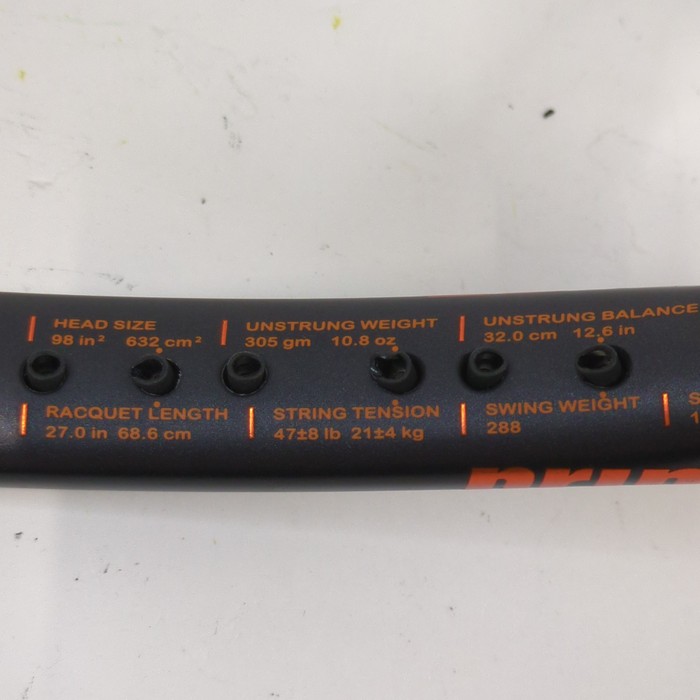 HEAD SIZE
98 in² 632 cm²
UNSTRUNG WEIGHT
305 gm 10.8 oz
UNSTRUNG BALANCE
32.0 cm 12.6 in
RACQUET LENGTH
27.0 in 68.6 cm
STRING TENSION
47±8 lb 21±4 kg
SWING WEIGHT
288